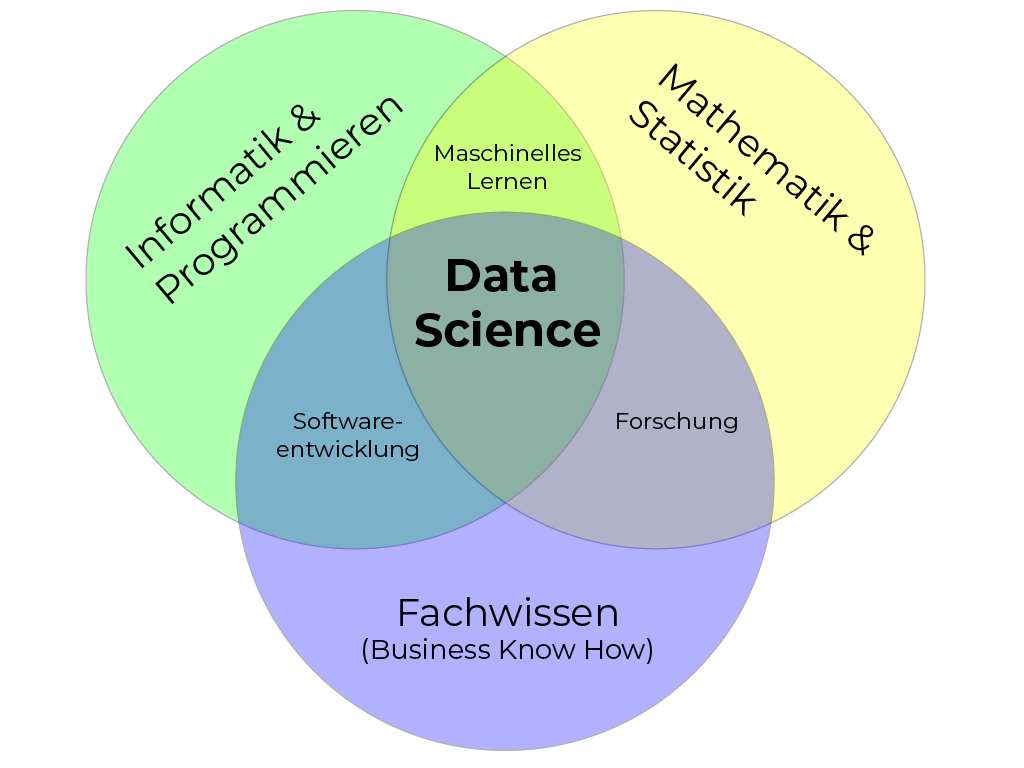 Informatik &
Programmieren
Mathematik &
Statistik
Maschinelles
Lernen
Data
Science
Software-
entwicklung
Forschung
Fachwissen
(Business Know How)